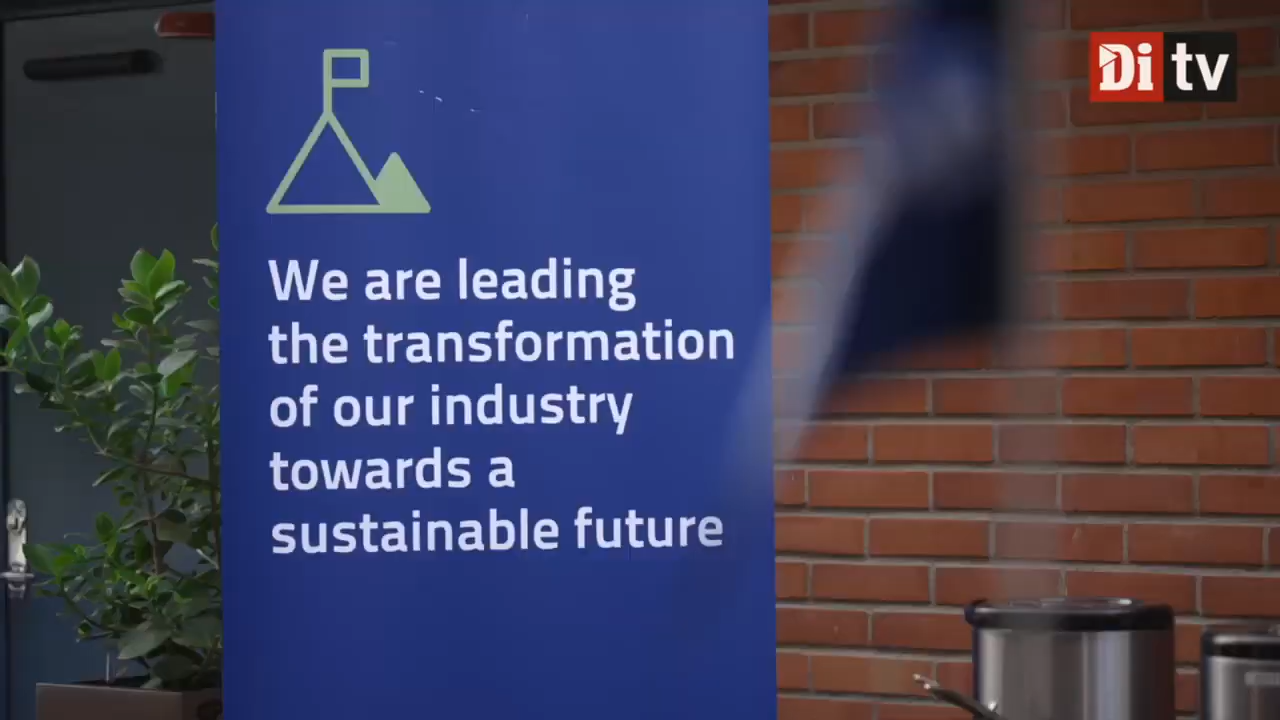 Di tv
We are leading
the transformation
of our industry
towards a
sustainable future